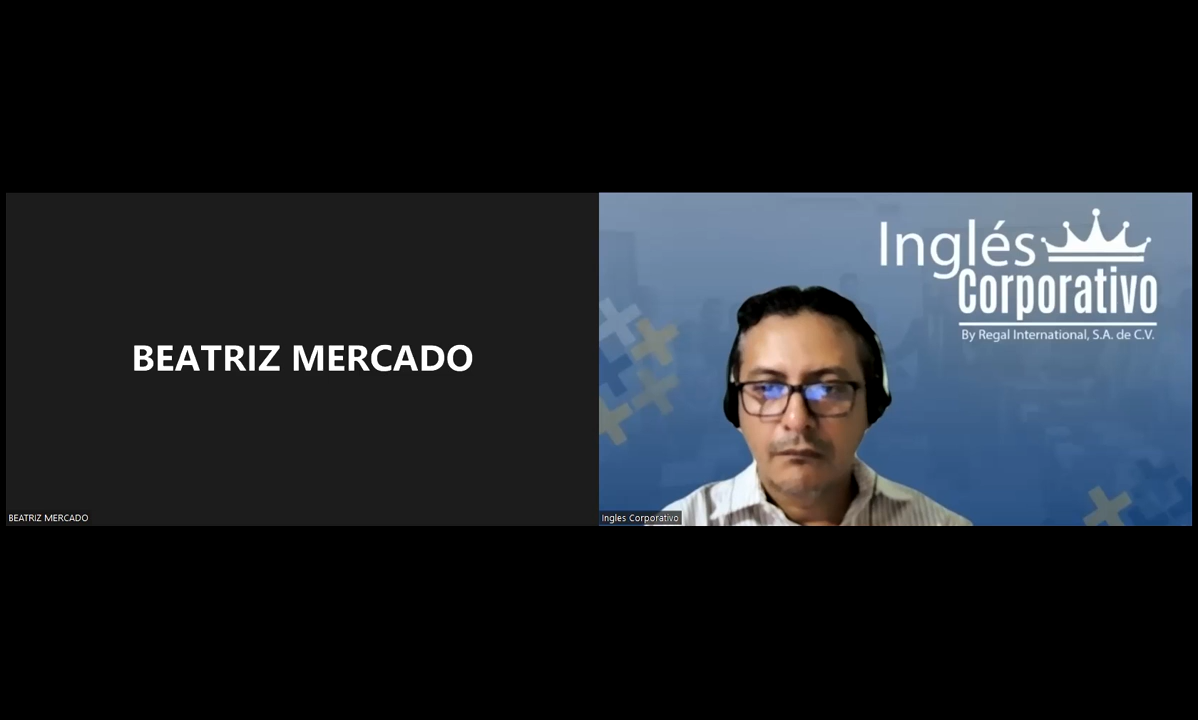 BEATRIZ MERCADO
BEATRIZ MERCADO
Inglés
Corporativo
By Regal International, S.A. de C.V.
Ingles Corporativo